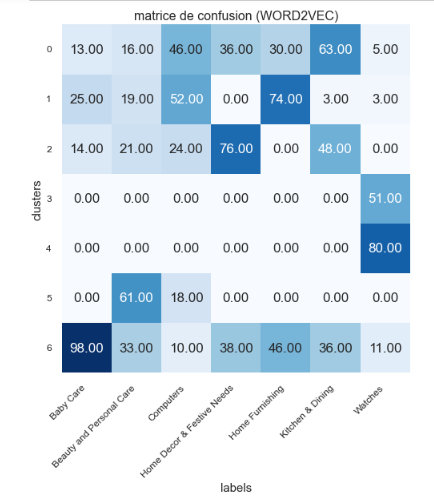 matrice de confusion (WORD2VEC)
0 13.00 16.00 46.00 36.00 30.00 63.00 5.00
1 25.00 19.00 52.00 0.00 74.00 3.00 3.00
2 14.00 21.00 24.00 76.00 0.00 48.00 0.00
3 0.00 0.00 0.00 0.00 0.00 0.00 51.00
4 0.00 0.00 0.00 0.00 0.00 0.00 80.00
5 0.00 61.00 18.00 0.00 0.00 0.00 0.00
6 98.00 33.00 10.00 38.00 46.00 36.00 11.00
clusters
Baby Care
Beauty and Personal Care
Computers
Home Decor & Festive Needs
Home Furnishing
Kitchen & Dining
Watches
labels